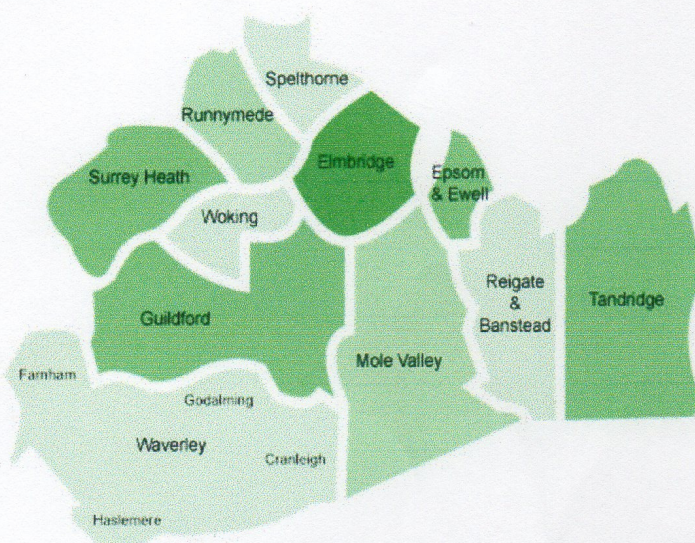 Spelthorne
Runnymede
Elmbridge
Surrey Heath
Epsom
& Ewell
Woking
Reigate
&
Banstead
Tandridge
Guildford
Mole Valley
Farnham
Godalming
Waverley
Cranleigh
Haslemere